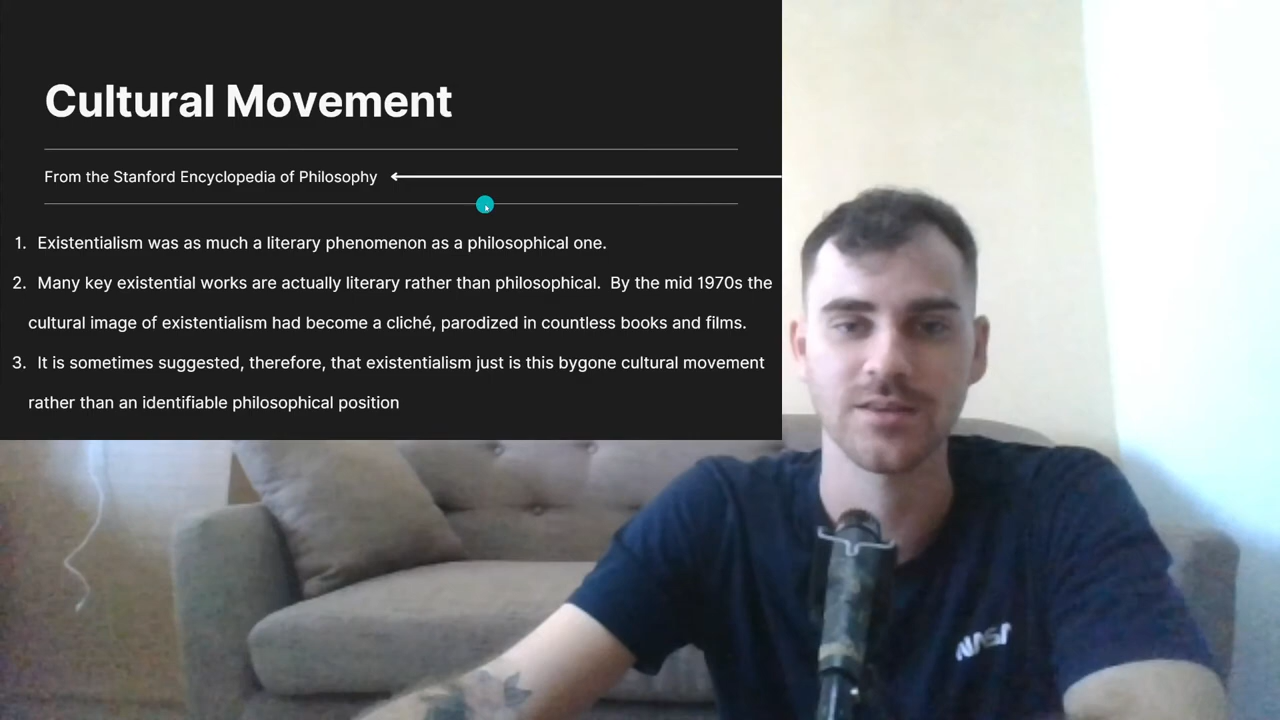 Cultural Movement
From the Stanford Encyclopedia of Philosophy
1. Existentialism was as much a literary phenomenon as a philosophical one.
2. Many key existential works are actually literary rather than philosophical. By the mid 1970s the
cultural image of existentialism had become a cliché, parodized in countless books and films.
3. It is sometimes suggested, therefore, that existentialism just is this bygone cultural movement
rather than an identifiable philosophical position
NASA